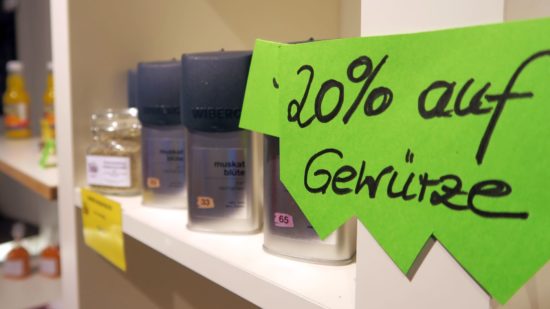 20% auf
Gewürze
WIBERG
muskat
blüte
33
65